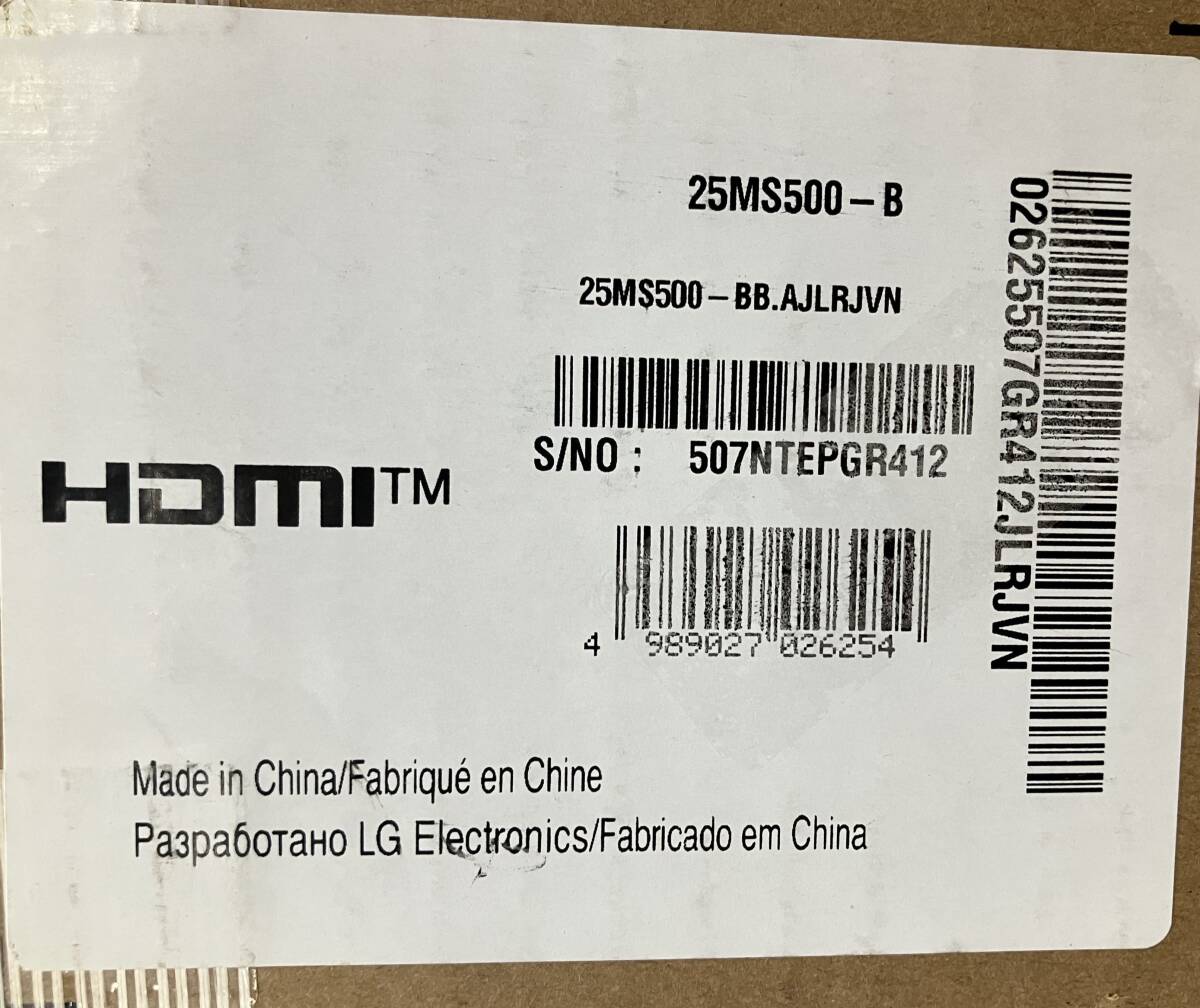 25MS500-B
25MS500-BB.AJLRJVN
S/NO : 507NTEPGR412
HDMI™
4 989027 026254
02625507GR412JLRJVN
Made in China/Fabriqué en Chine
Разработано LG Electronics/Fabricado em China